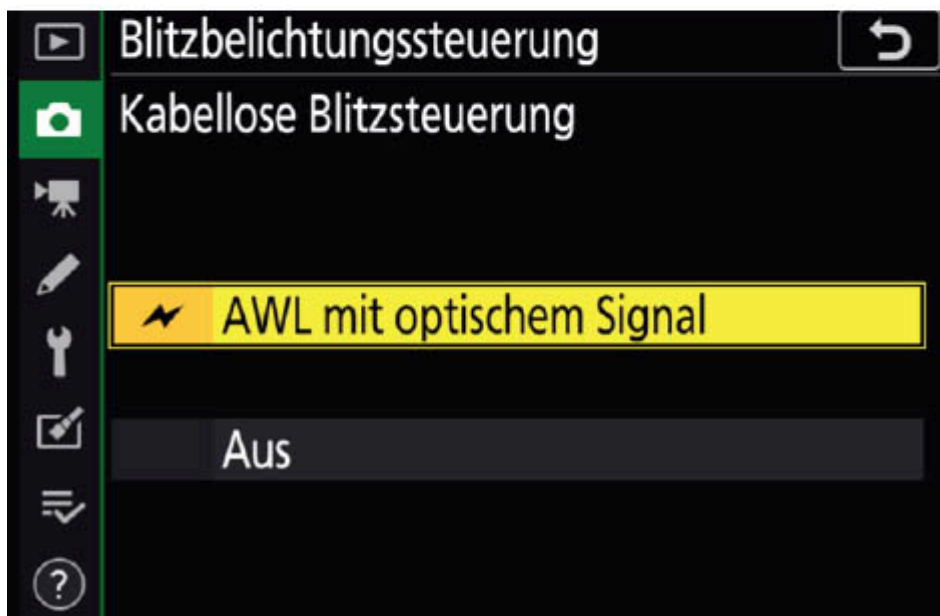 Blitzbelichtungssteuerung
Kabellose Blitzsteuerung
AWL mit optischem Signal
Aus
?